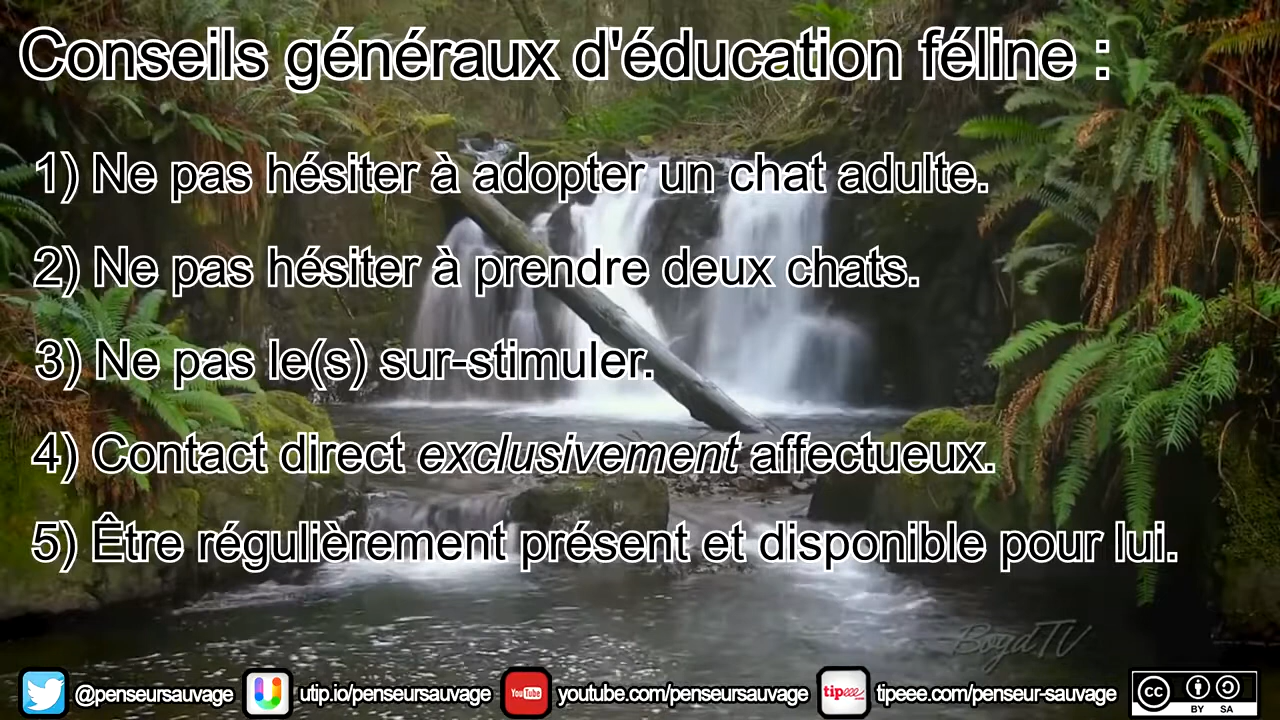 Conseils généraux d'éducation féline :
1) Ne pas hésiter à adopter un chat adulte.
2) Ne pas hésiter à prendre deux chats.
3) Ne pas le(s) sur-stimuler.
4) Contact direct exclusivement affectueux.
5) Être régulièrement présent et disponible pour lui.
BoydTV
@penseursauvage utip.io/penseursauvage YouTube youtube.com/penseursauvage tipeee tipeee.com/penseur-sauvage cc BY SA